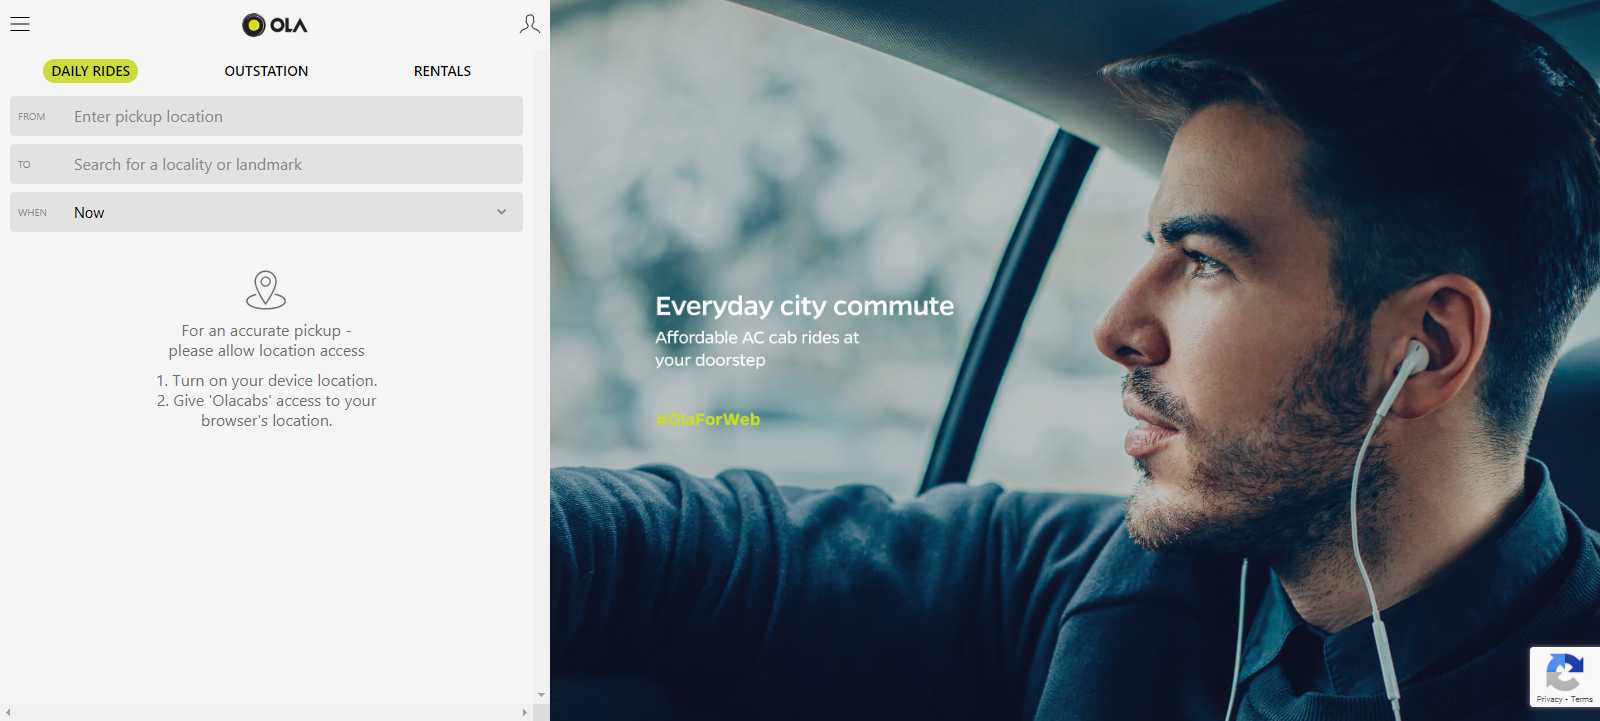 OLA
DAILY RIDES
OUTSTATION
RENTALS
FROM
Enter pickup location
TO
Search for a locality or landmark
WHEN
Now
For an accurate pickup -
please allow location access
1. Turn on your device location.
2. Give 'Olacabs' access to your
browser's location.
Everyday city commute
Affordable AC cab rides at
your doorstep
#OlaForWeb
Privacy - Terms